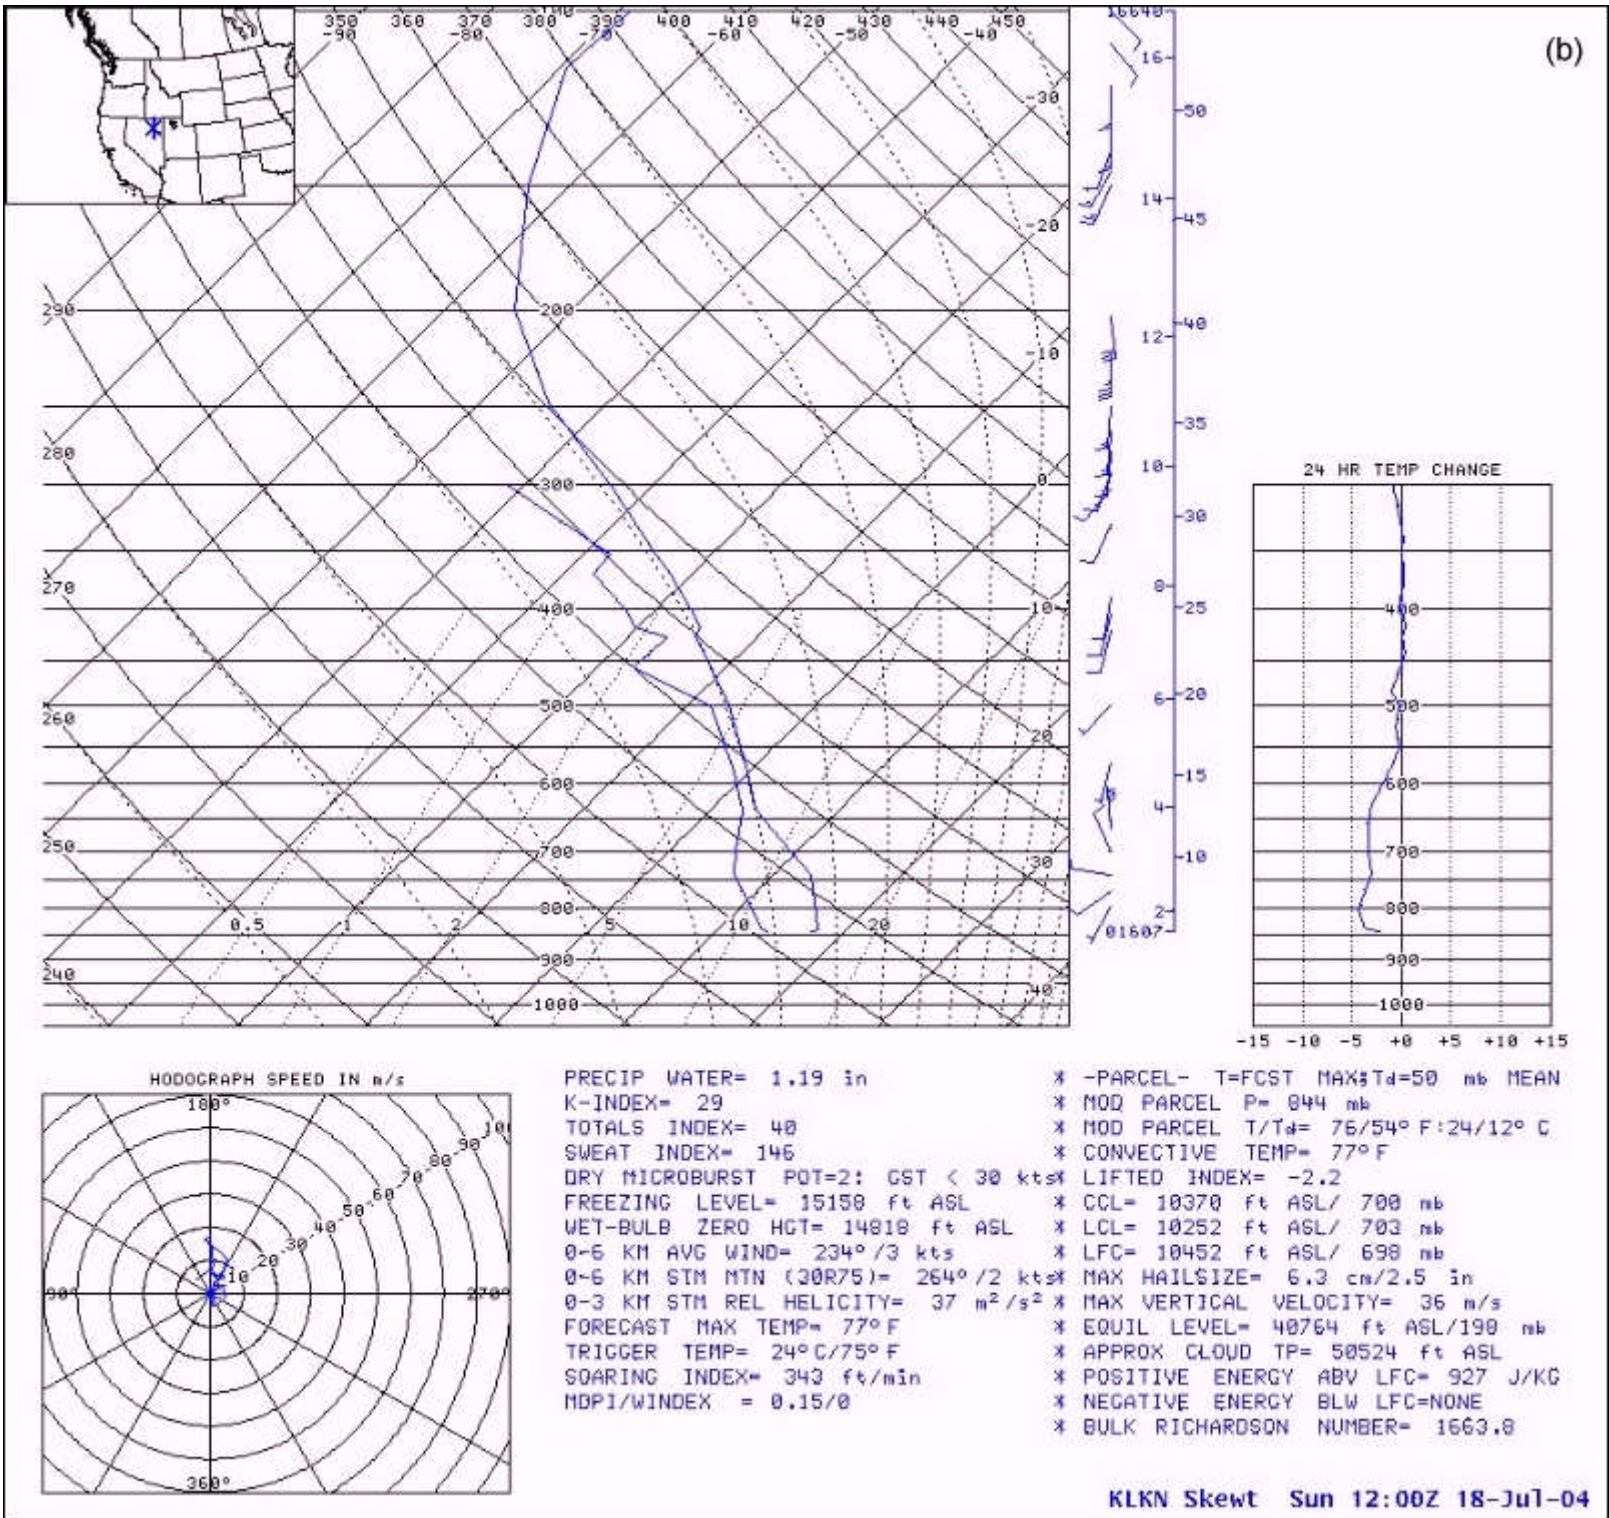 350 360 370 380 390 400 410 420 430 440 450
-90 -80 -70 -60 -50 -40
(b)
16640
16
-30
50
14
45
-20
290
200
12
40
-10
35
280
10
24 HR TEMP CHANGE
300
0
30
270
8
25
400
10
400
260
6
20
500
500
20
15
600
600
4
250
700
30
10
700
800
2
800
0.5 1 2 5 10 20
01607
900
900
240
40
1000
1000
-15 -10 -5 +0 +5 +10 +15
HODOGRAPH SPEED IN m/s
180°
10 20 30 40 50 60 70 80 90
90°
270°
360°
PRECIP WATER= 1.19 in
K-INDEX= 29
TOTALS INDEX= 40
SWEAT INDEX= 146
DRY MICROBURST POT=2: GST < 30 kts
FREEZING LEVEL= 15158 ft ASL
WET-BULB ZERO HGT= 14818 ft ASL
0-6 KM AVG WIND= 234°/3 kts
0-6 KM STM MTN (30R75)= 264°/2 kts
0-3 KM STM REL HELICITY= 37 m²/s²
FORECAST MAX TEMP= 77°F
TRIGGER TEMP= 24°C/75°F
SOARING INDEX= 343 ft/min
MDPI/WINDEX = 0.15/0
* -PARCEL- T=FCST MAX;Td=50 mb MEAN
* MOD PARCEL P= 844 mb
* MOD PARCEL T/Td= 76/54°F:24/12°C
* CONVECTIVE TEMP= 77°F
* LIFTED INDEX= -2.2
* CCL= 10370 ft ASL/ 700 mb
* LCL= 10252 ft ASL/ 703 mb
* LFC= 10452 ft ASL/ 698 mb
* MAX HAILSIZE= 6.3 cm/2.5 in
* MAX VERTICAL VELOCITY= 36 m/s
* EQUIL LEVEL= 40764 ft ASL/198 mb
* APPROX CLOUD TP= 50524 ft ASL
* POSITIVE ENERGY ABV LFC= 927 J/KG
* NEGATIVE ENERGY BLW LFC=NONE
* BULK RICHARDSON NUMBER= 1663.8
KLKN Skewt Sun 12:00Z 18-Jul-04